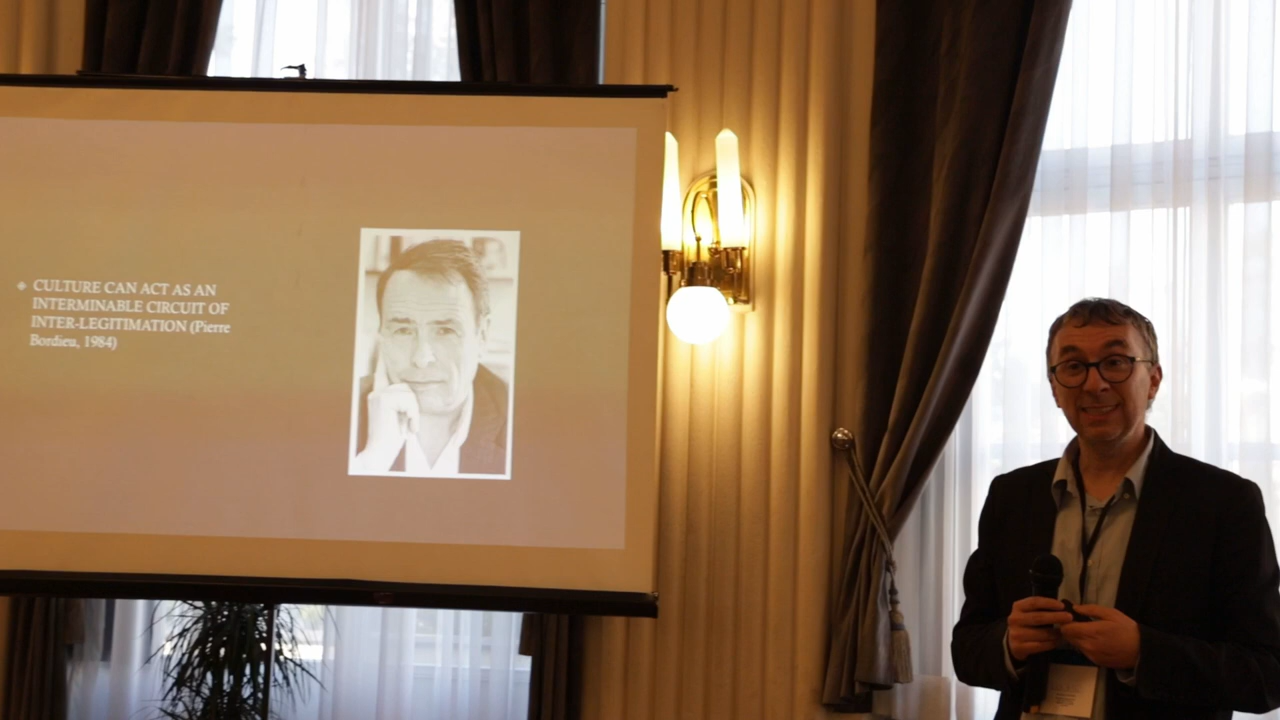 CULTURE CAN ACT AS AN
INTERMINABLE CIRCUIT OF
INTER-LEGITIMATION (Pierre
Bordieu, 1984)